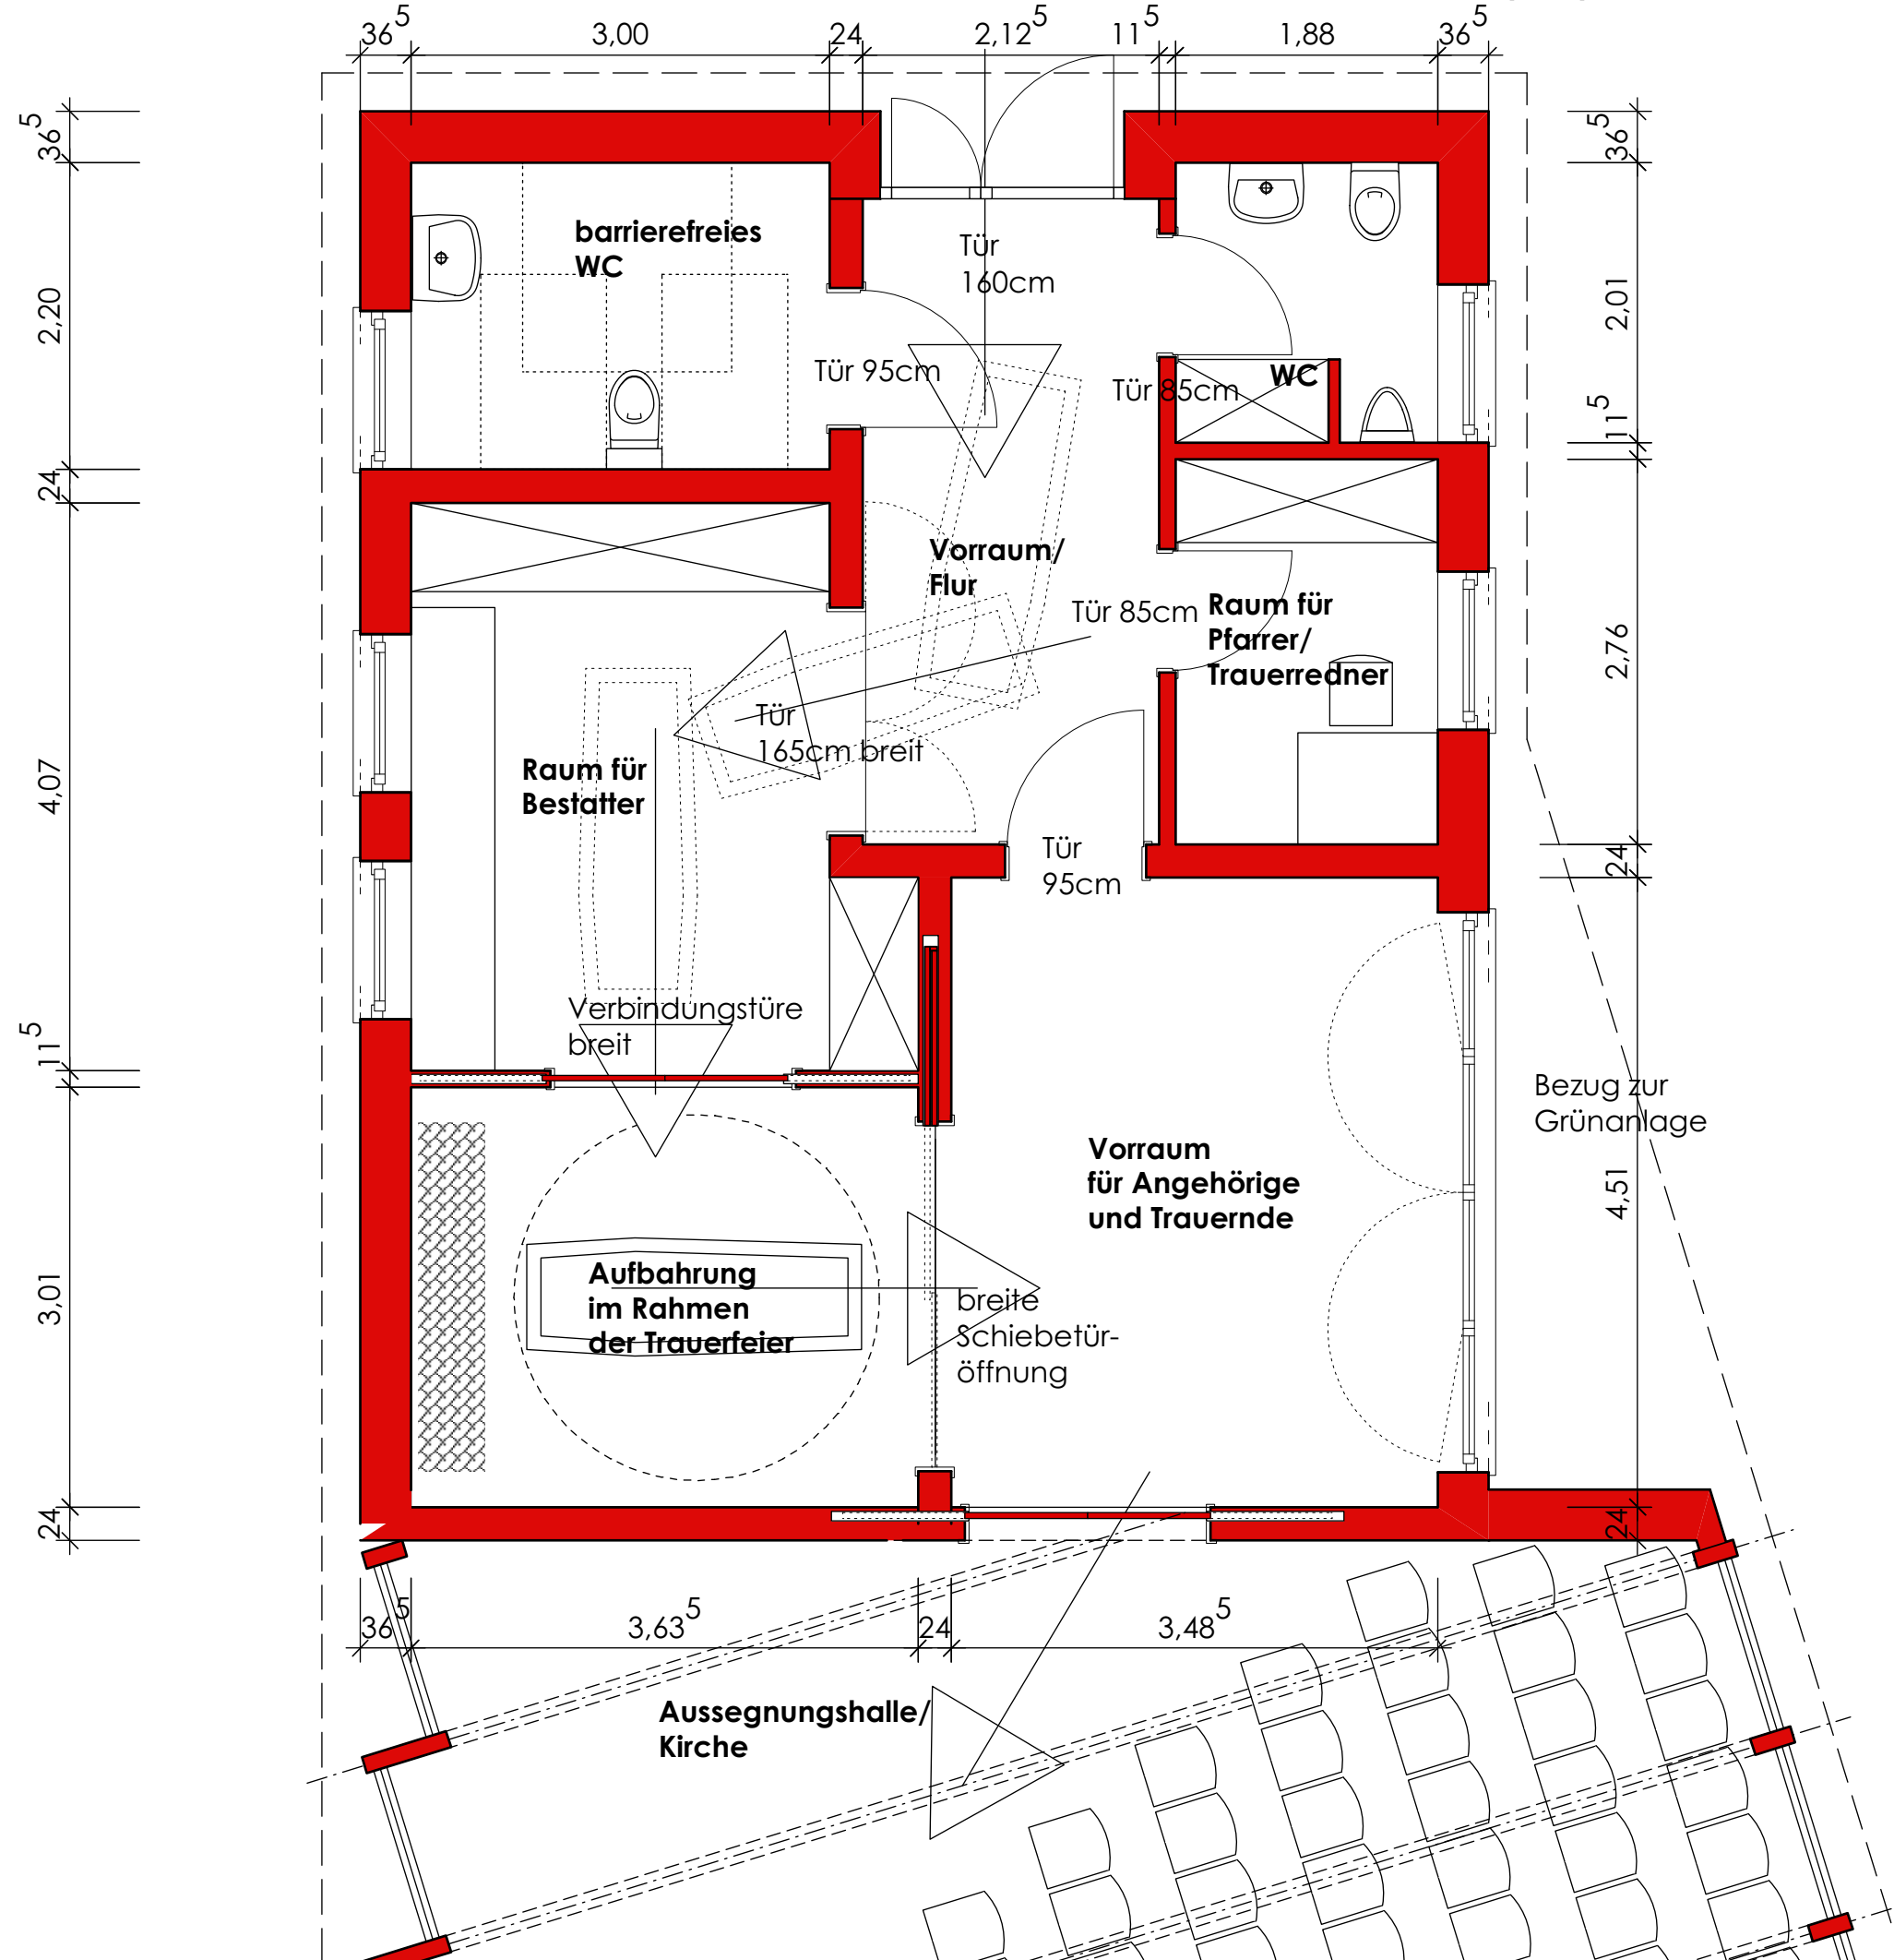 36⁵ 3,00 24 2,12⁵ 11⁵ 1,88 36⁵
36⁵
36⁵
barrierefreies
WC
Tür
160cm
2,20
2,01
Tür 95cm
Tür 85cm
WC
11⁵
24
Vorraum/
Flur
Tür 85cm
Raum für
Pfarrer/
Trauerredner
2,76
Tür
165cm breit
Raum für
Bestatter
4,07
Tür
95cm
24
Verbindungstüre
breit
11⁵
Bezug zur
Grünanlage
Vorraum
für Angehörige
und Trauernde
4,51
Aufbahrung
im Rahmen
der Trauerfeier
3,01
breite
Schiebetür-
öffnung
24
24
36⁵ 3,63⁵ 24 3,48⁵
Aussegnungshalle/
Kirche